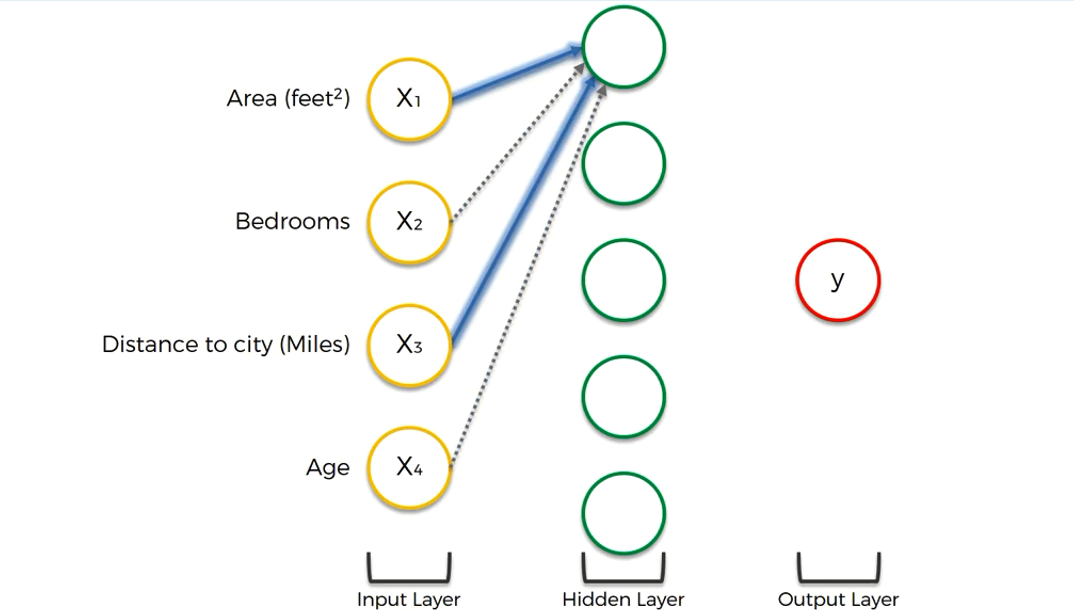 Area (feet²)
X₁
Bedrooms
X₂
y
Distance to city (Miles)
X₃
Age
X₄
Input Layer
Hidden Layer
Output Layer